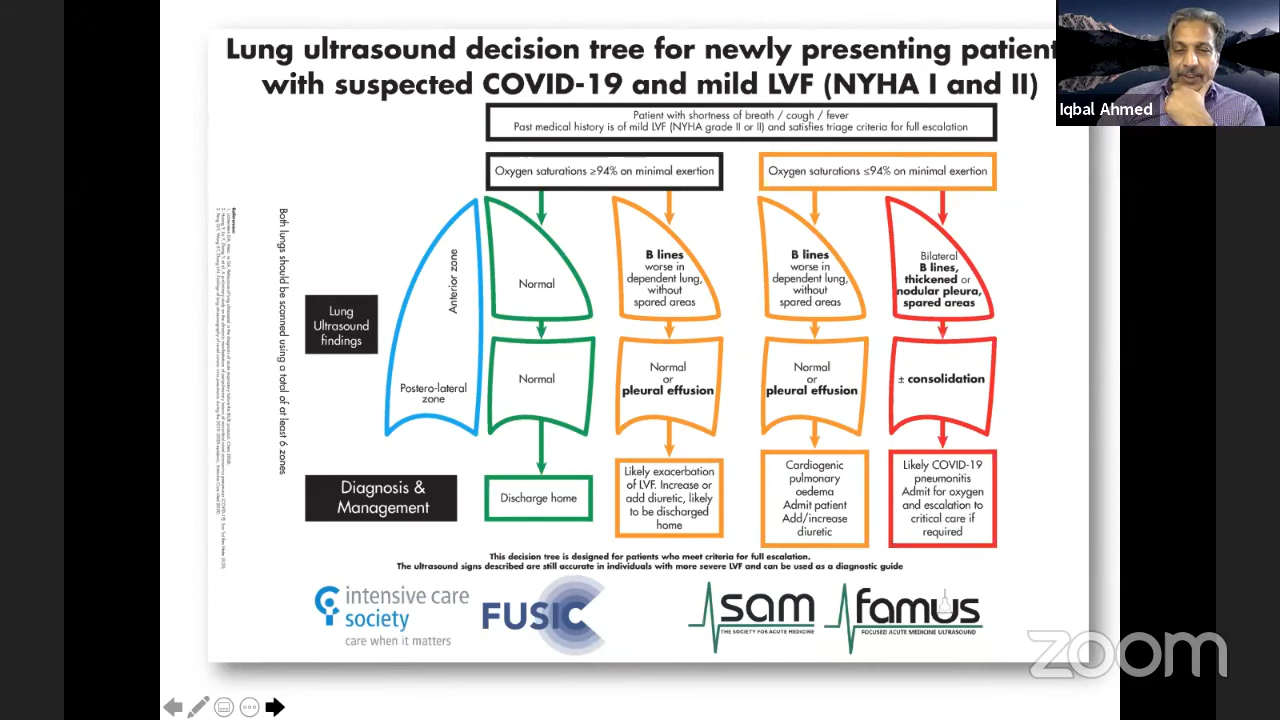 Lung ultrasound decision tree for newly presenting patient
with suspected COVID-19 and mild LVF (NYHA I and II)
Iqbal Ahmed
Patient with shortness of breath / cough / fever
Past medical history is of mild LVF (NYHA grade II or II) and satisfies triage criteria for full escalation
Oxygen saturations ≥94% on minimal exertion
Oxygen saturations ≤94% on minimal exertion
References
Both lungs should be scanned using a total of at least 6 zones
Lung
Ultrasound
findings
Anterior zone
Postero-lateral
zone
Normal
B lines
worse in
dependent lung,
without
spared areas
B lines
worse in
dependent lung,
without
spared areas
Bilateral
B lines,
thickened or
nodular pleura,
spared areas
Normal
Normal
or
pleural effusion
Normal
or
pleural effusion
± consolidation
Diagnosis &
Management
Discharge home
Likely exacerbation
of LVF. Increase or
add diuretic, likely
to be discharged
home
Cardiogenic
pulmonary
oedema
Admit patient
Add/increase
diuretic
Likely COVID-19
pneumonitis
Admit for oxygen
and escalation to
critical care if
required
This decision tree is designed for patients who meet criteria for full escalation.
The ultrasound signs described are still accurate in individuals with more severe LVF and can be used as a diagnostic guide
intensive care
society
care when it matters
FUSIC
sam
THE SOCIETY FOR ACUTE MEDICINE
famus
FOCUSED ACUTE MEDICINE ULTRASOUND
zoom